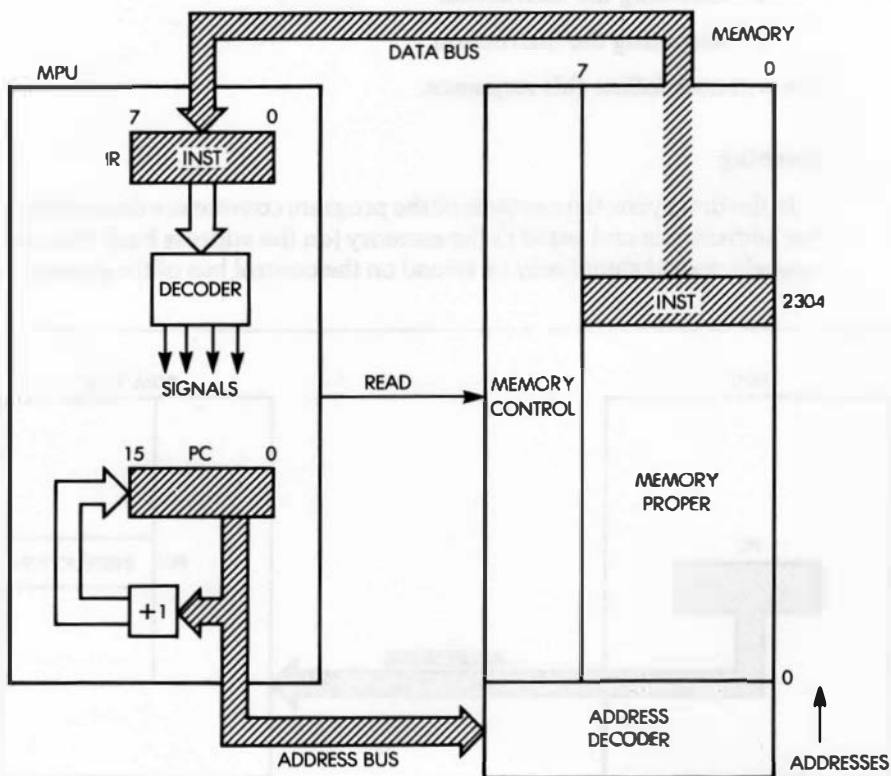 DATA BUS
MEMORY
MPU
7 0
7 0
IR
INST
DECODER
INST
2304
SIGNALS
READ
MEMORY
CONTROL
15 PC 0
MEMORY
PROPER
+1
0
ADDRESS
DECODER
ADDRESS BUS
ADDRESSES